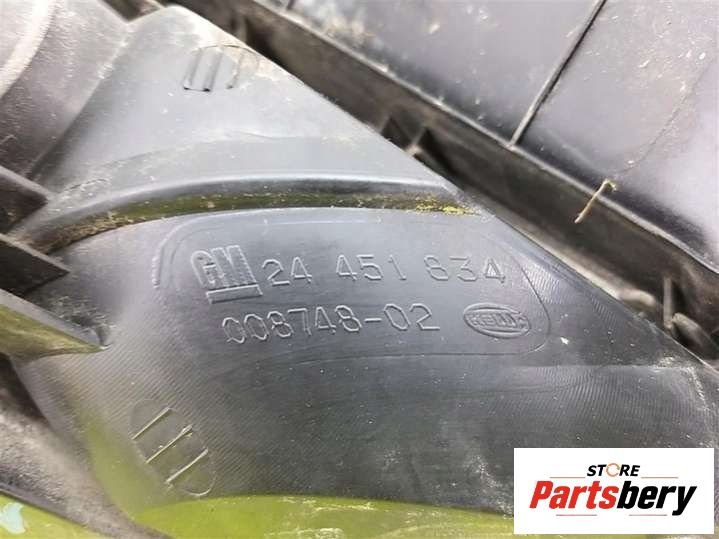 GM 24 451 834
008748-02 HELLA
STORE
Partsbery